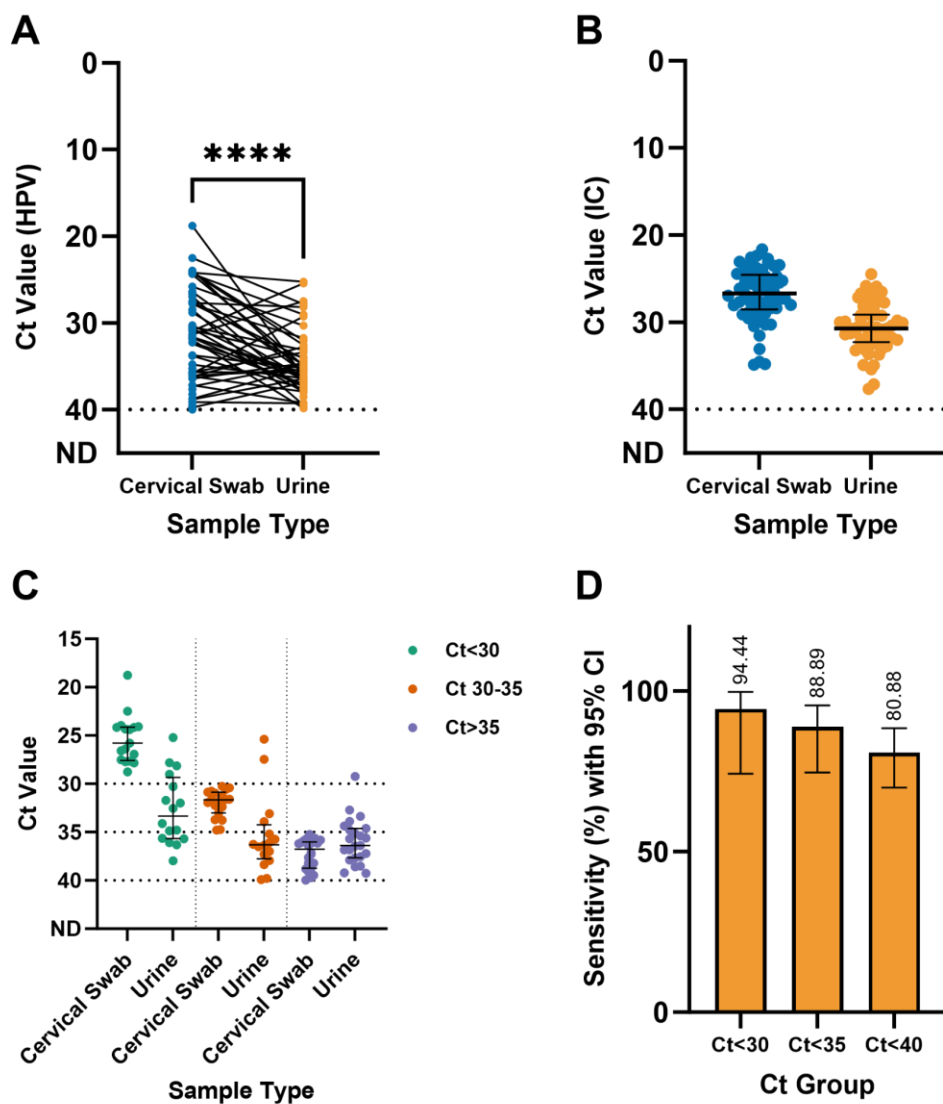 A
0
10
20
30
40
ND
Ct Value (HPV)
****
Cervical Swab
Urine
Sample Type
B
0
10
20
30
40
ND
Ct Value (IC)
Cervical Swab
Urine
Sample Type
C
15
20
25
30
35
40
ND
Ct Value
Cervical Swab
Urine
Cervical Swab
Urine
Cervical Swab
Urine
Sample Type
Ct<30
Ct 30-35
Ct>35
D
100
50
0
Sensitivity (%) with 95% CI
94.44
88.89
80.88
Ct<30
Ct<35
Ct<40
Ct Group